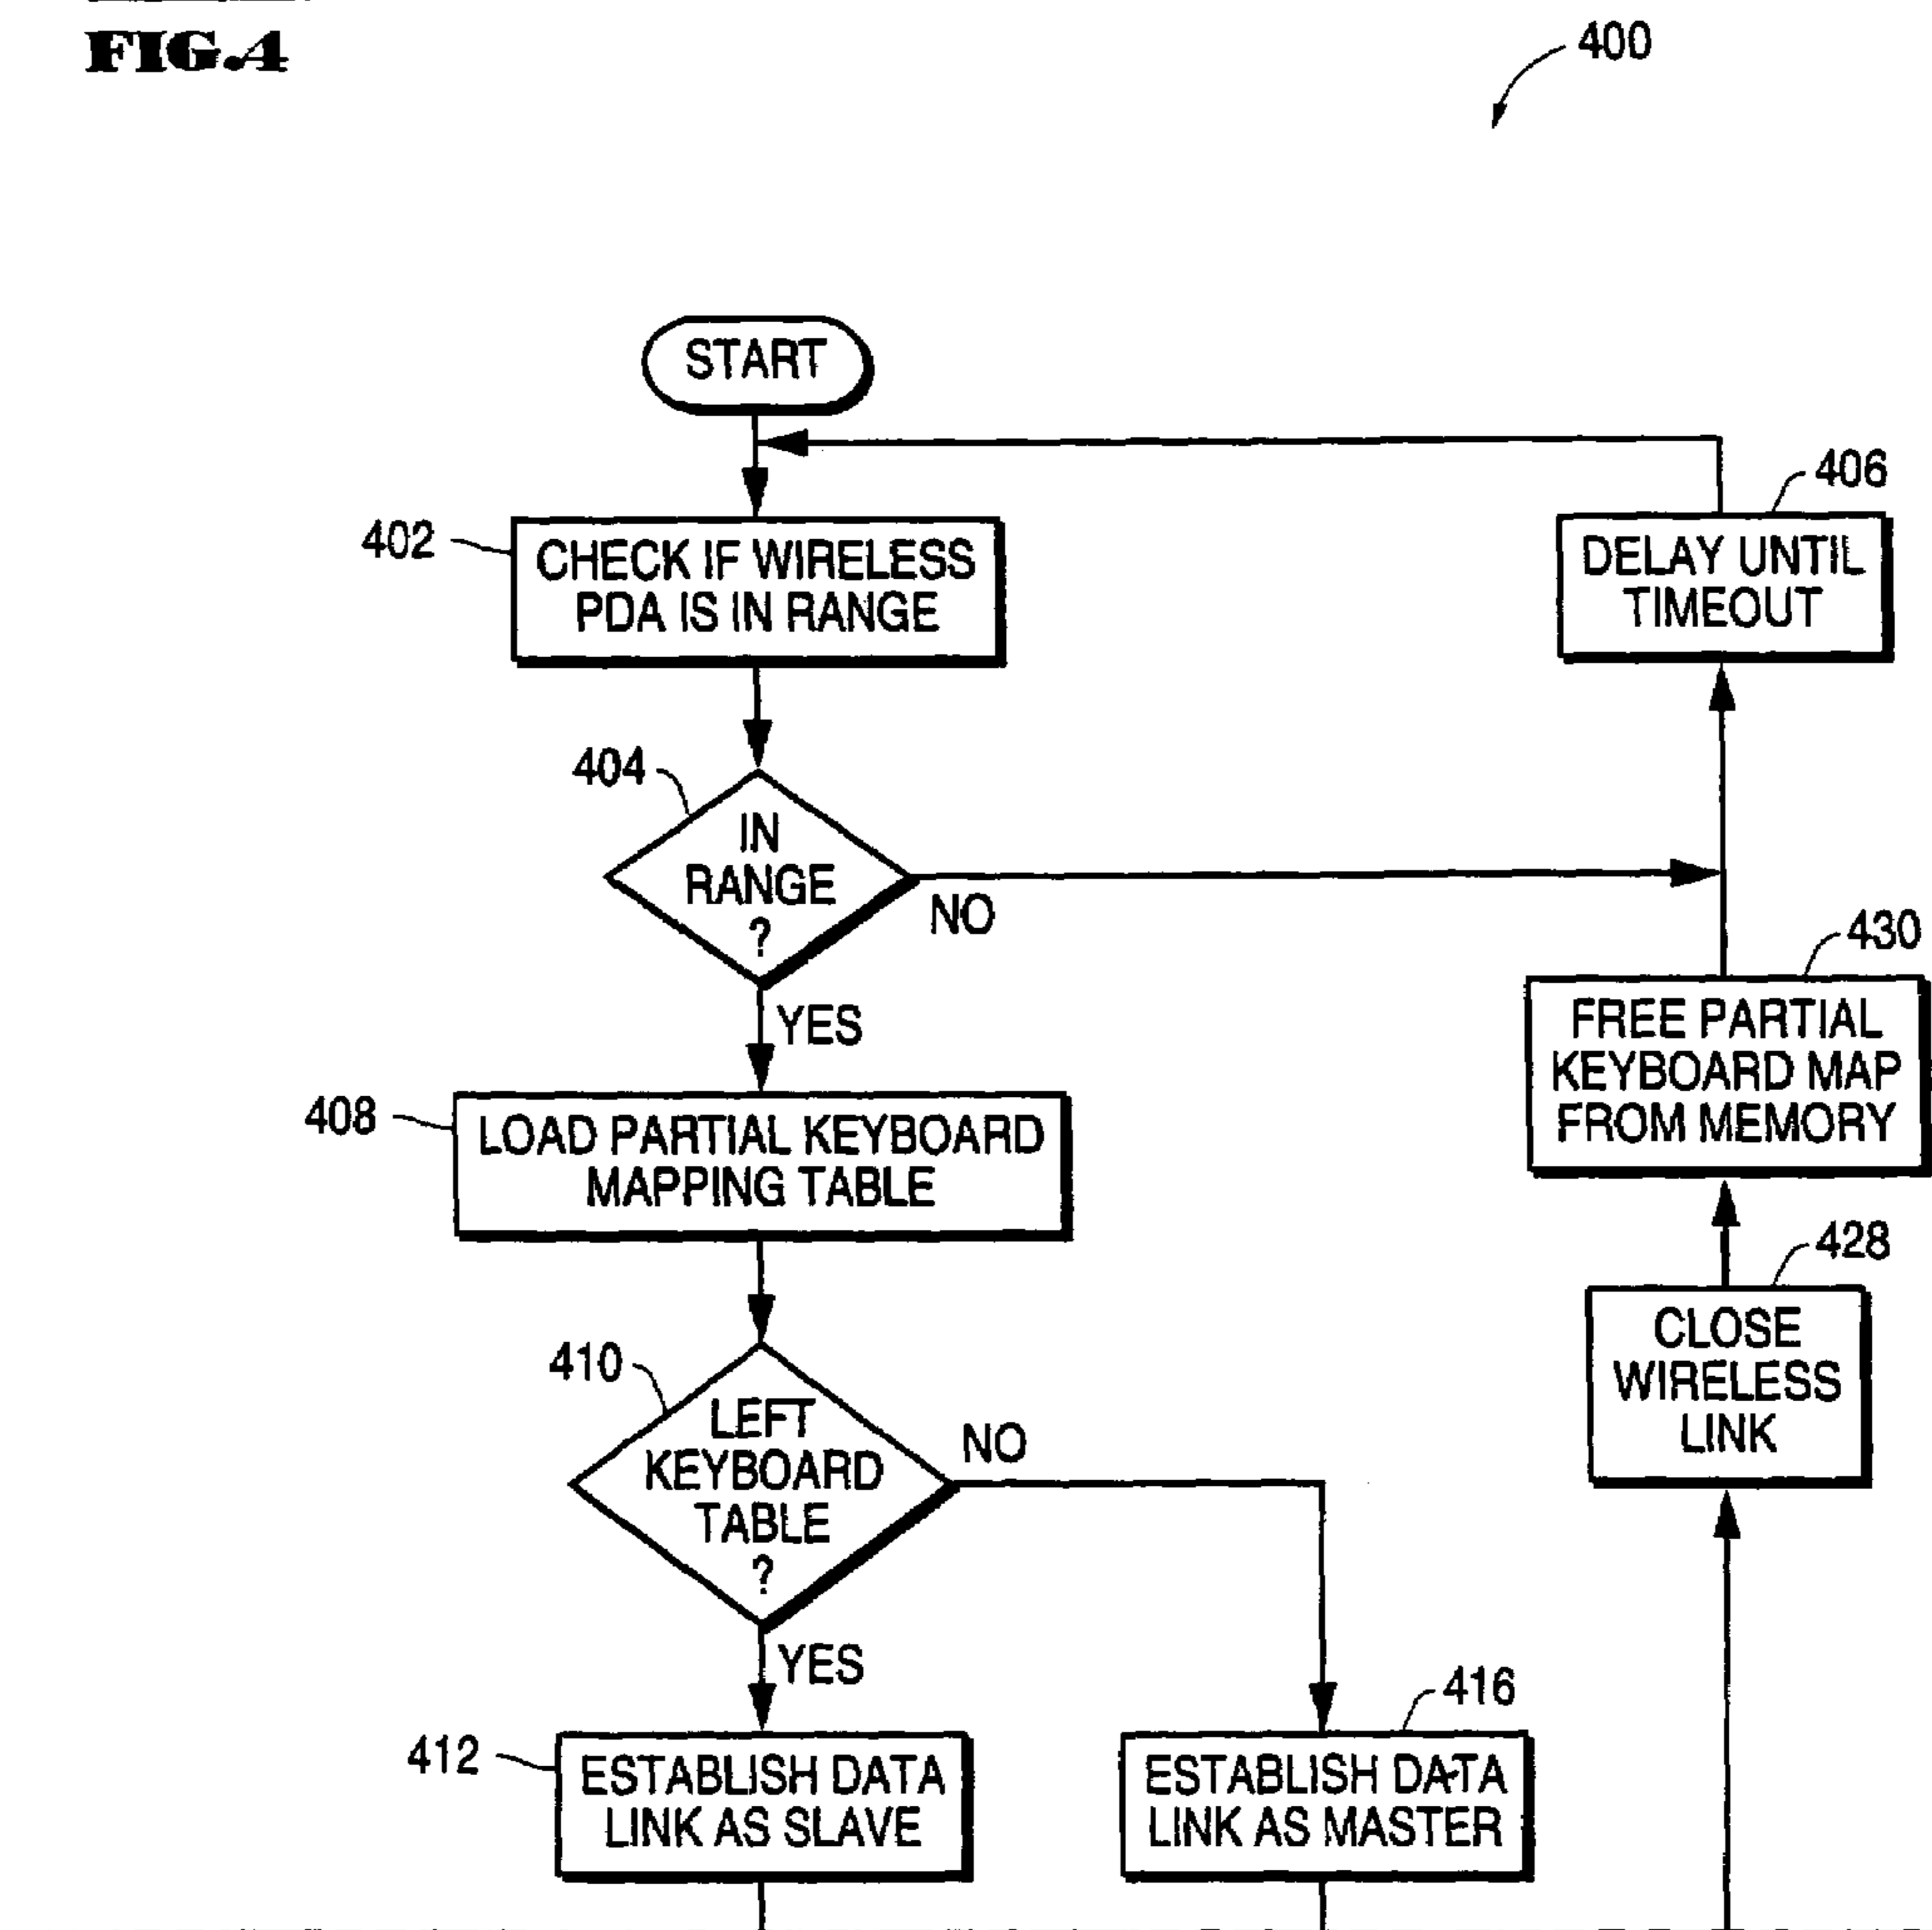 FIG.4
400
START
406
402
CHECK IF WIRELESS
PDA IS IN RANGE
DELAY UNTIL
TIMEOUT
404
IN
RANGE
?
NO
YES
430
FREE PARTIAL
KEYBOARD MAP
FROM MEMORY
408
LOAD PARTIAL KEYBOARD
MAPPING TABLE
428
CLOSE
WIRELESS
LINK
410
LEFT
KEYBOARD
TABLE
?
NO
YES
412
ESTABLISH DATA
LINK AS SLAVE
416
ESTABLISH DATA
LINK AS MASTER